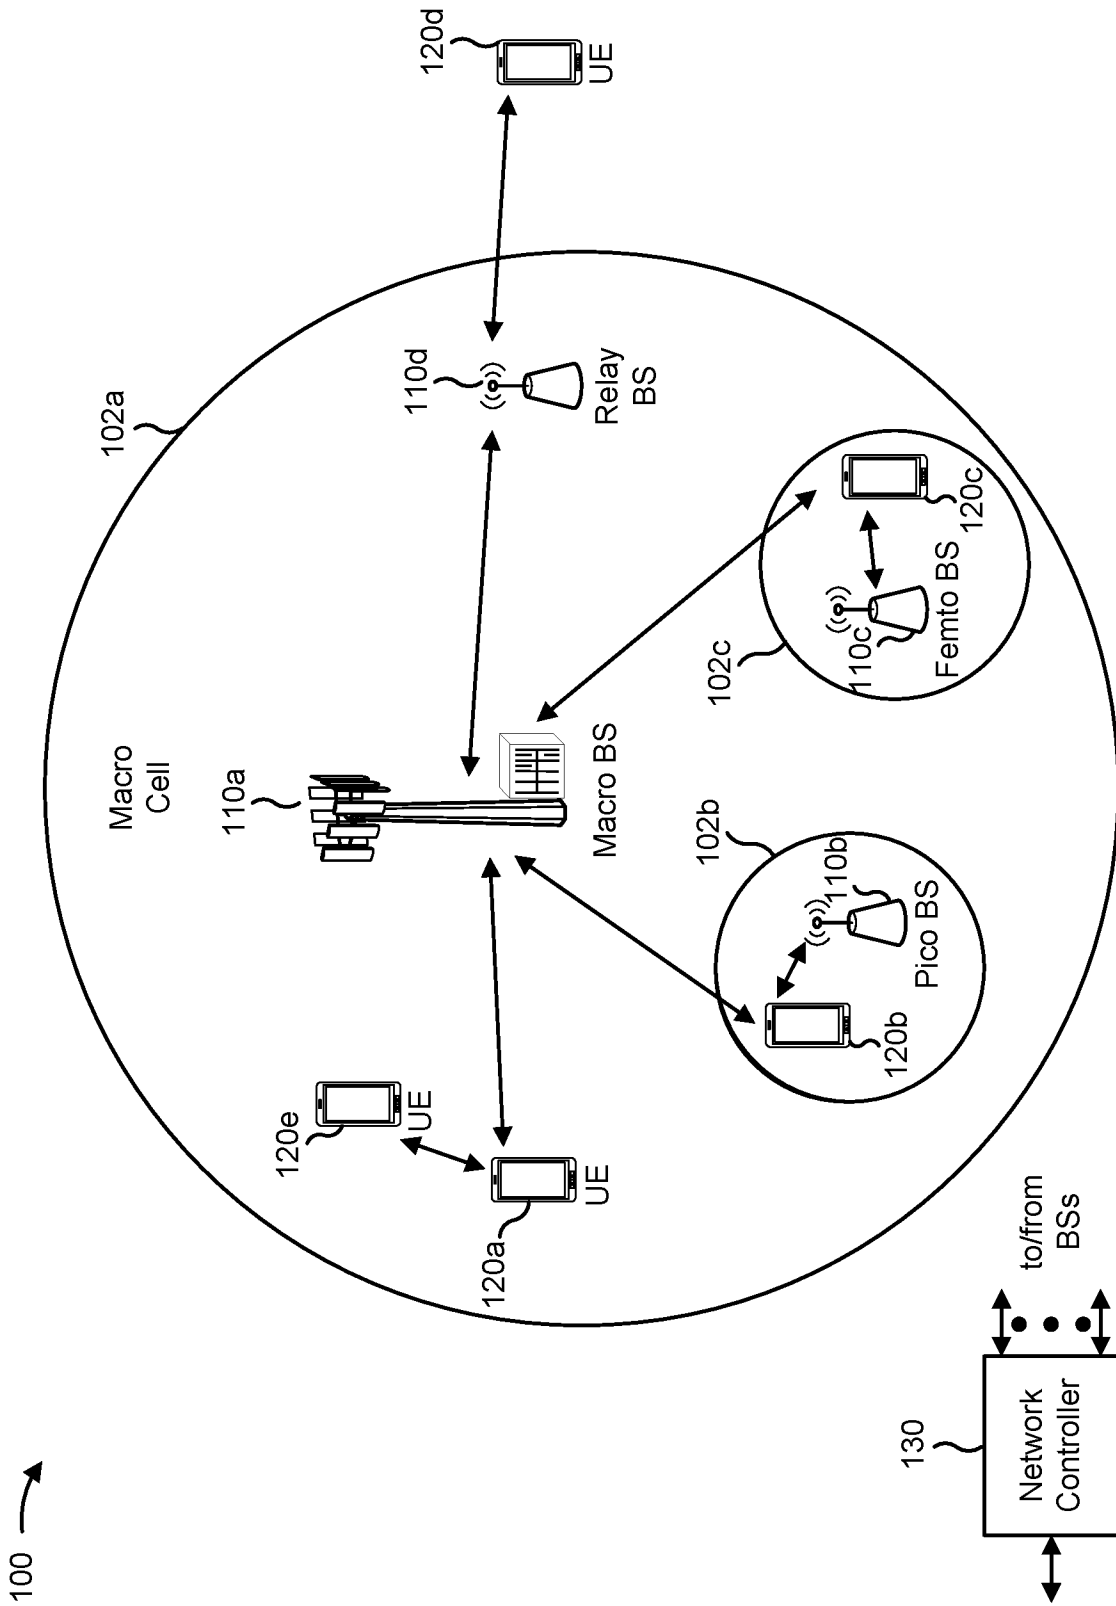 100
102a
Macro
Cell
110a
120d
UE
110d
Relay
BS
120e
UE
120a
UE
Macro BS
102c
120c
110c
Femto BS
102b
110b
Pico BS
120b
130
Network
Controller
to/from
BSs